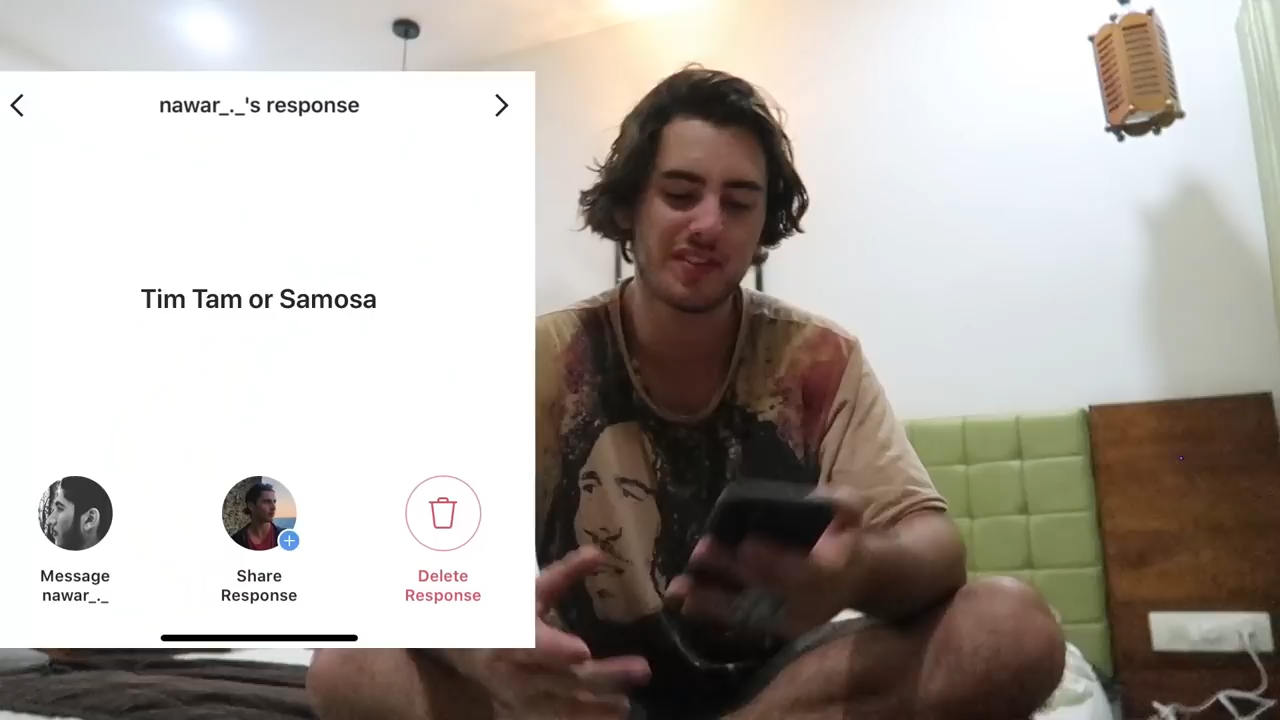 nawar_._'s response
Tim Tam or Samosa
Message
nawar_._
Share
Response
Delete
Response